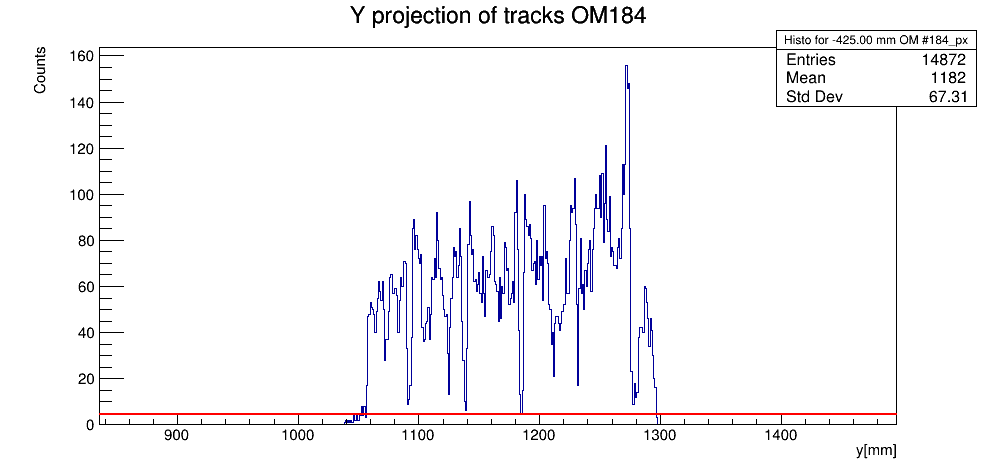 Y projection of tracks OM184
Histo for -425.00 mm OM #184_px
Entries 14872
Mean 1182
Std Dev 67.31
Counts
160
140
120
100
80
60
40
20
0
900 1000 1100 1200 1300 1400
y[mm]